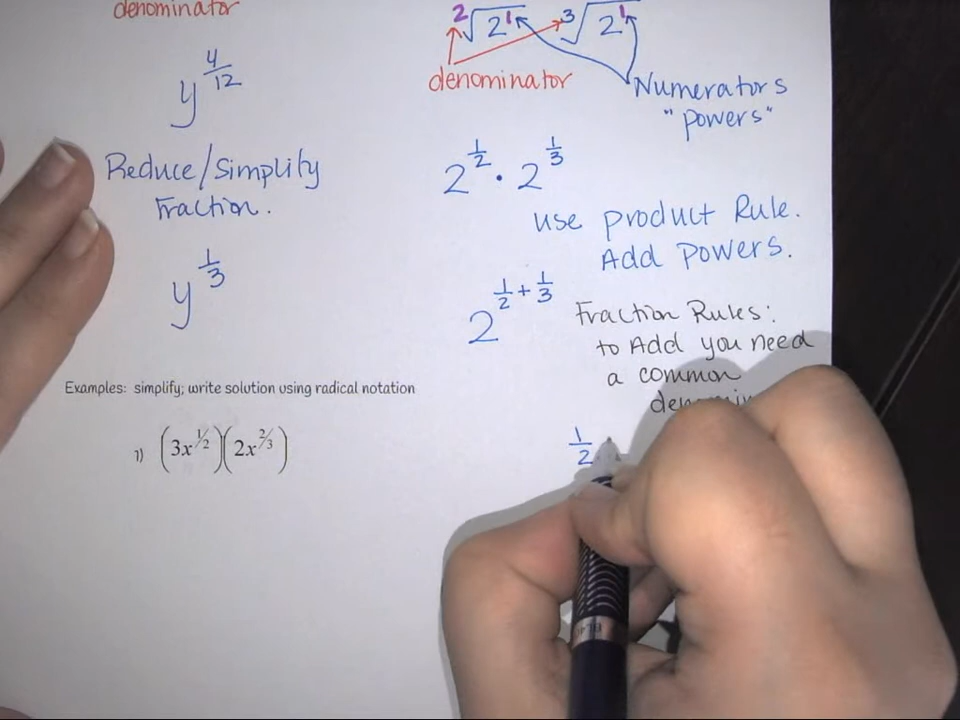 denominator
y^{4/12}
Reduce/Simplify
Fraction.
y^{1/3}
Examples: simplify; write solution using radical notation
1) (3x^{1/2})(2x^{2/3})
²√2¹ ³√2¹
denominator
Numerators
"powers"
2^{1/2} · 2^{1/3}
use product Rule.
Add Powers.
2^{1/2 + 1/3}
Fraction Rules:
to Add you need
a common
1/2